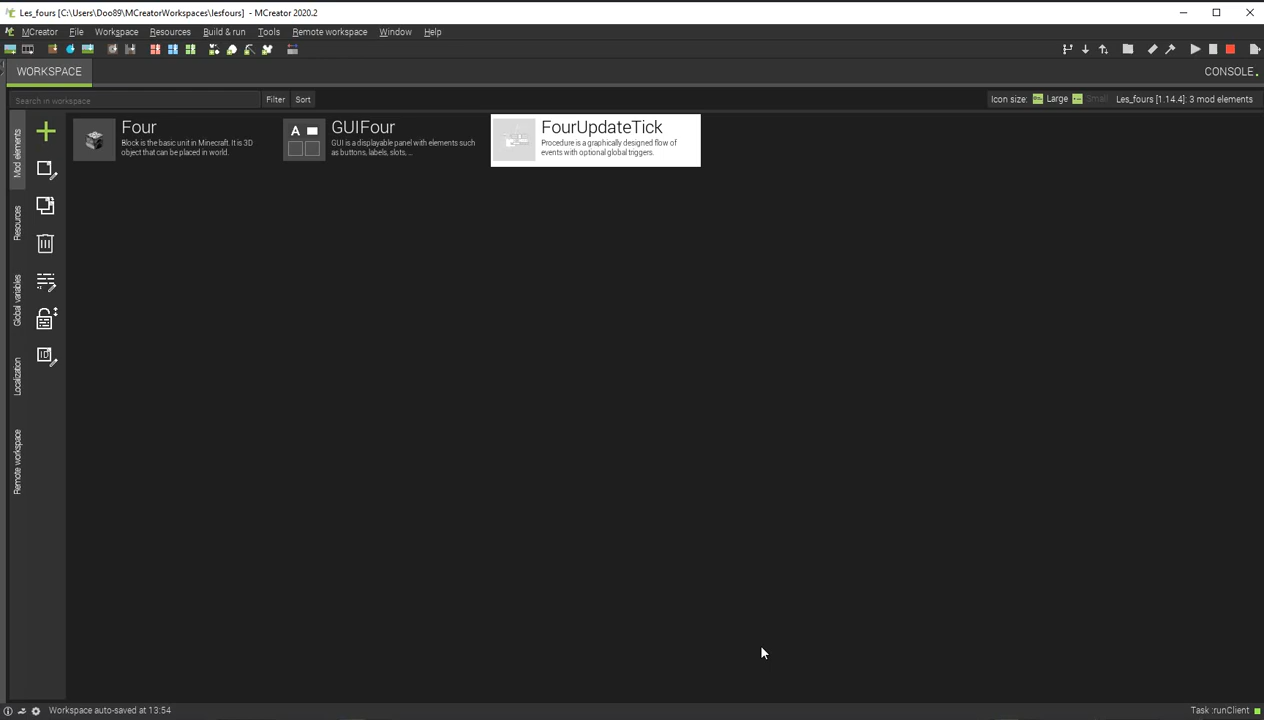 Les_fours [C:\Users\Doo89\MCreatorWorkspaces\lesfours] - MCreator 2020.2
MCreator File Workspace Resources Build & run Tools Remote workspace Window Help
WORKSPACE
CONSOLE
Search in workspace
Filter Sort
Icon size: Large Small Les_fours [1.14.4]: 3 mod elements
Mod elements
Resources
Global variables
Localization
Remote workspace
Four
Block is the basic unit in Minecraft. It is 3D
object that can be placed in world.
A
GUIFour
GUI is a displayable panel with elements such
as buttons, labels, slots, ...
FourUpdateTick
Procedure is a graphically designed flow of
events with optional global triggers.
ID
Workspace auto-saved at 13:54
Task :runClient